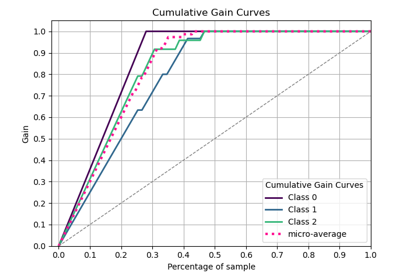 Cumulative Gain Curves
1.0
0.9
0.8
0.7
0.6
0.5
0.4
0.3
0.2
0.1
0.0
Gain
0.0 0.1 0.2 0.3 0.4 0.5 0.6 0.7 0.8 0.9 1.0
Percentage of sample
Cumulative Gain Curves
Class 0
Class 1
Class 2
micro-average